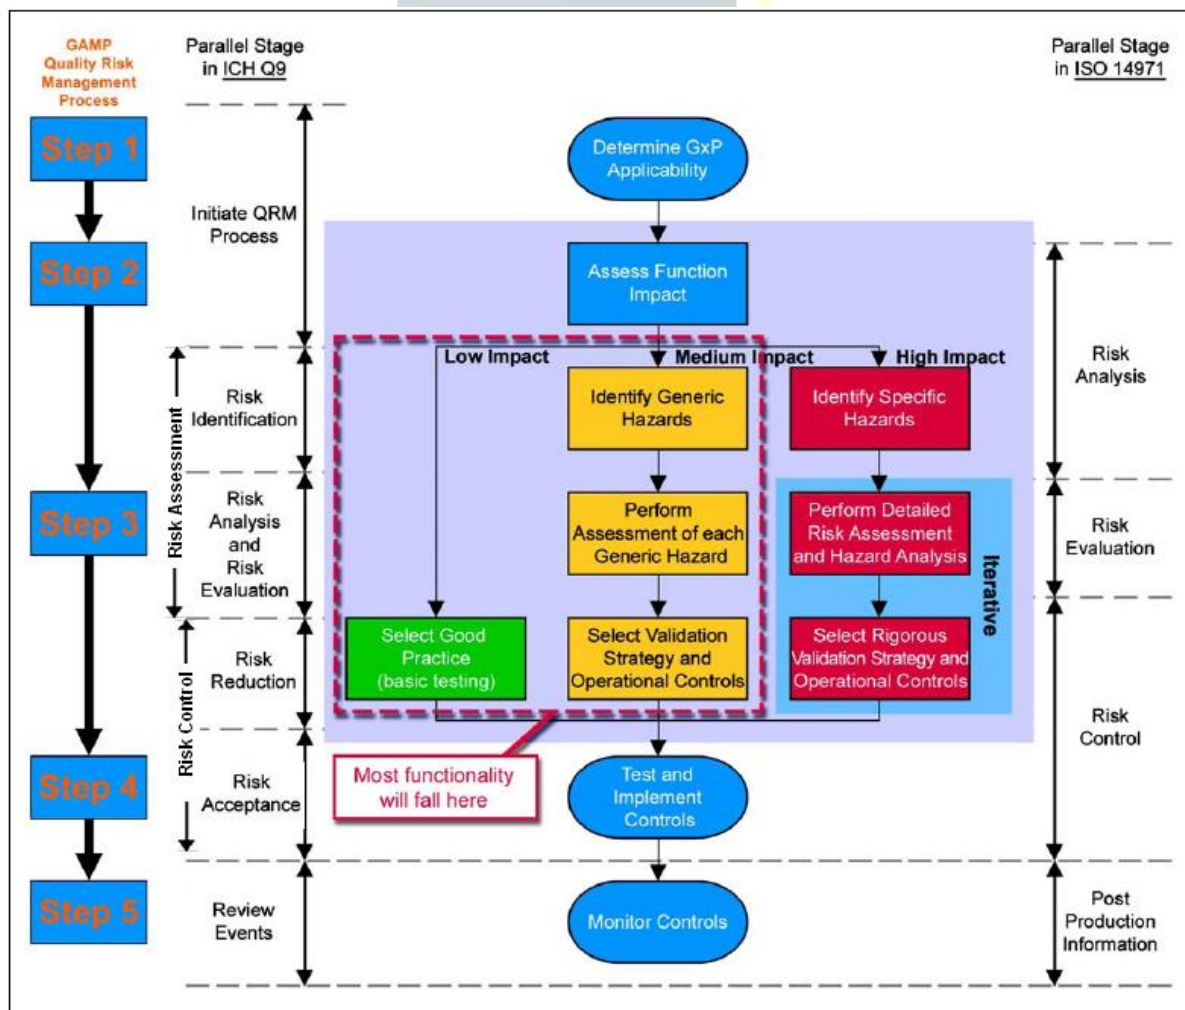 GAMP
Quality Risk
Management
Process
Parallel Stage
in ICH Q9
Parallel Stage
in ISO 14971
Step 1
Determine GxP
Applicability
Initiate QRM
Process
Step 2
Assess Function
Impact
Low Impact
Medium Impact
High Impact
Risk
Analysis
Risk Assessment
Risk
Identification
Identify Generic
Hazards
Identify Specific
Hazards
Step 3
Risk
Analysis
and
Risk
Evaluation
Perform
Assessment of each
Generic Hazard
Perform Detailed
Risk Assessment
and Hazard Analysis
Iterative
Risk
Evaluation
Risk Control
Risk
Reduction
Select Good
Practice
(basic testing)
Select Validation
Strategy and
Operational Controls
Select Rigorous
Validation Strategy and
Operational Controls
Risk
Control
Step 4
Risk
Acceptance
Most functionality
will fall here
Test and
Implement
Controls
Step 5
Review
Events
Monitor Controls
Post
Production
Information